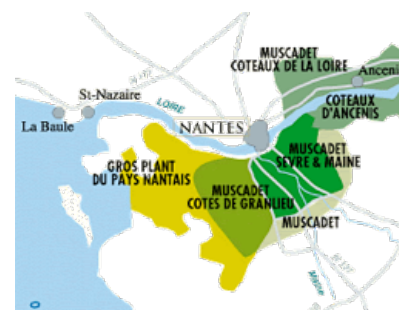 MUSCADET
COTEAUX DE LA LOIRE
Ancenis
St-Nazaire
LOIRE
La Baule
NANTES
COTEAUX
D'ANCENIS
MUSCADET
SEVRE & MAINE
GROS PLANT
DU PAYS NANTAIS
MUSCADET
COTES DE GRANLIEU
MUSCADET